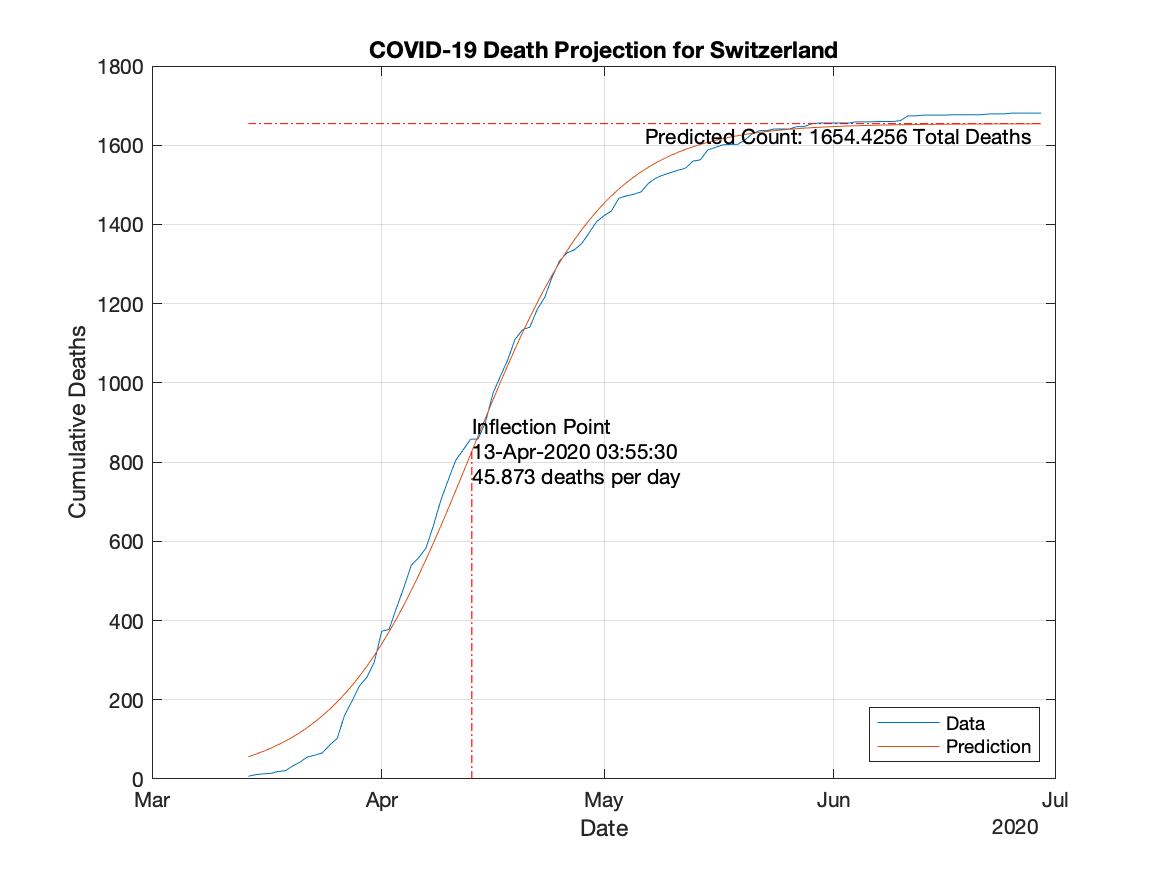 COVID-19 Death Projection for Switzerland
1800
1600
1400
1200
1000
800
600
400
200
0
Cumulative Deaths
Predicted Count: 1654.4256 Total Deaths
Inflection Point
13-Apr-2020 03:55:30
45.873 deaths per day
Data
Prediction
Mar Apr May Jun Jul
Date
2020